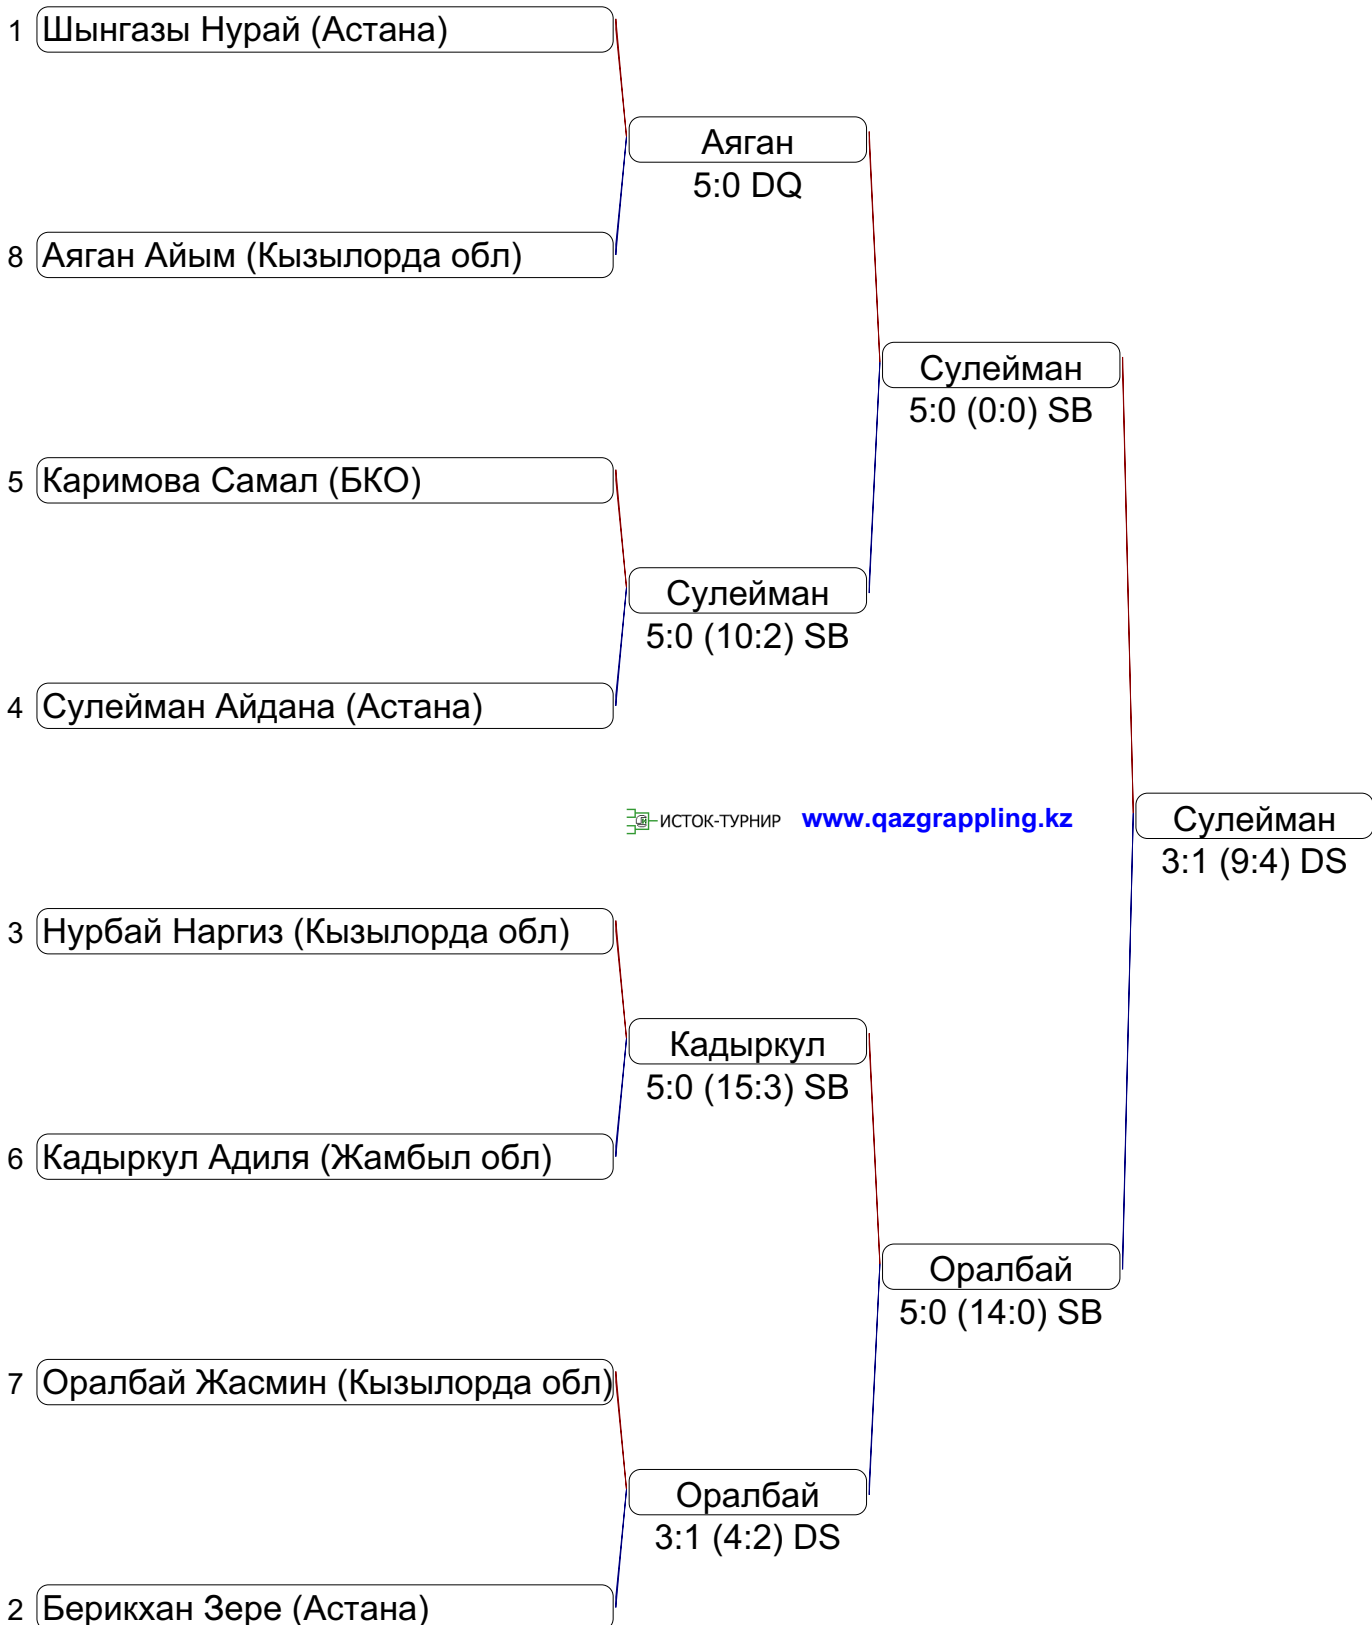 1 Шынгазы Нурай (Астана)
Аяган
5:0 DQ
8 Аяган Айым (Кызылорда обл)
Сулейман
5:0 (0:0) SB
5 Каримова Самал (БКО)
Сулейман
5:0 (10:2) SB
4 Сулейман Айдана (Астана)
ИСТОК-ТУРНИР www.qazgrappling.kz
Сулейман
3:1 (9:4) DS
3 Нурбай Наргиз (Кызылорда обл)
Кадыркул
5:0 (15:3) SB
6 Кадыркул Адиля (Жамбыл обл)
Оралбай
5:0 (14:0) SB
7 Оралбай Жасмин (Кызылорда обл)
Оралбай
3:1 (4:2) DS
2 Берикхан Зере (Астана)